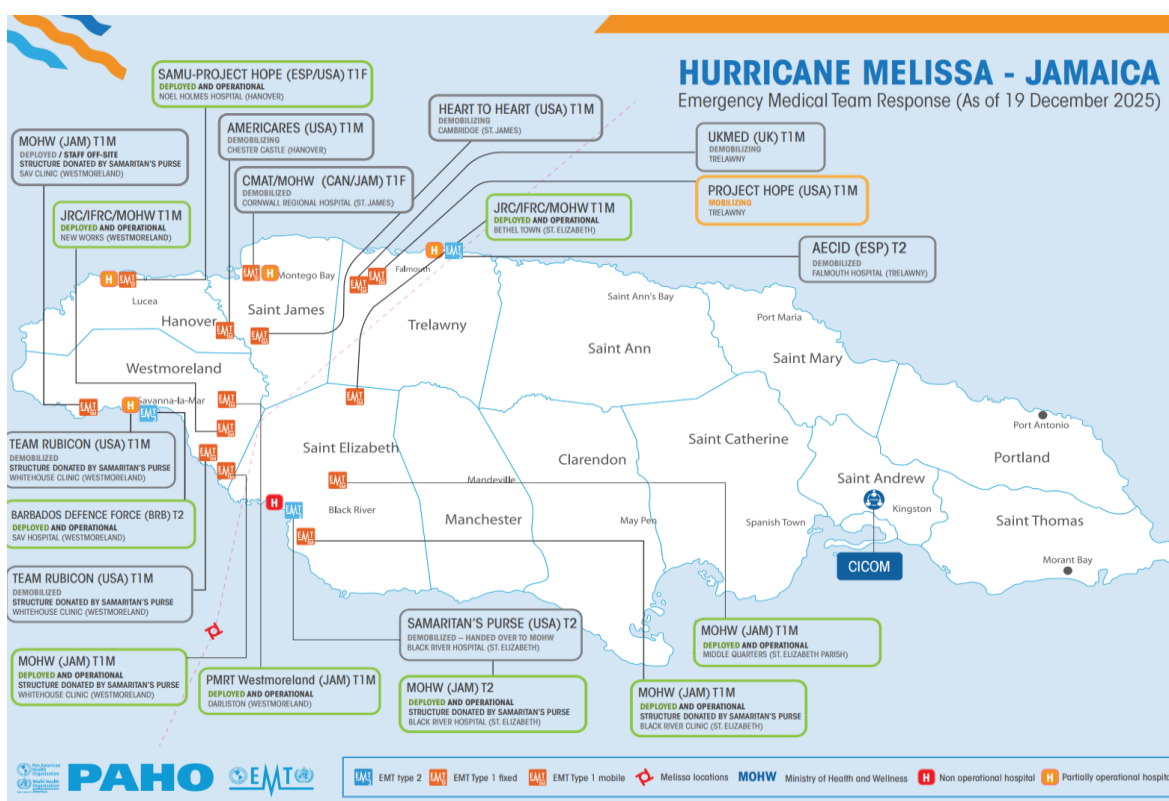 HURRICANE MELISSA - JAMAICA
Emergency Medical Team Response (As of 19 December 2025)
SAMU-PROJECT HOPE (ESP/USA) T1F
DEPLOYED AND OPERATIONAL
NOEL HOLMES HOSPITAL (HANOVER)
HEART TO HEART (USA) T1M
DEMOBILIZING
CAMBRIDGE (ST. JAMES)
AMERICARES (USA) T1M
DEMOBILIZING
CHESTER CASTLE (HANOVER)
UKMED (UK) T1M
DEMOBILIZING
TRELAWNY
MOHW (JAM) T1M
DEPLOYED / STAFF OFF-SITE
STRUCTURE DONATED BY SAMARITAN'S PURSE
SAV CLINIC (WESTMORELAND)
CMAT/MOHW (CAN/JAM) T1F
DEMOBILIZED
CORNWALL REGIONAL HOSPITAL (ST. JAMES)
PROJECT HOPE (USA) T1M
MOBILIZING
TRELAWNY
JRC/IFRC/MOHW T1M
DEPLOYED AND OPERATIONAL
NEW WORKS (WESTMORELAND)
JRC/IFRC/MOHW T1M
DEPLOYED AND OPERATIONAL
BETHEL TOWN (ST. ELIZABETH)
AECID (ESP) T2
DEMOBILIZED
FALMOUTH HOSPITAL (TRELAWNY)
Montego Bay
Falmouth
Lucea
Hanover
Saint James
Trelawny
Saint Ann's Bay
Port Maria
Saint Ann
Saint Mary
Westmoreland
Savanna-la-Mar
Port Antonio
Saint Elizabeth
Saint Catherine
Clarendon
Portland
Saint Andrew
Mandeville
Black River
Manchester
May Pen
Spanish Town
Kingston
Saint Thomas
Morant Bay
CICOM
TEAM RUBICON (USA) T1M
DEMOBILIZED
STRUCTURE DONATED BY SAMARITAN'S PURSE
WHITEHOUSE CLINIC (WESTMORELAND)
BARBADOS DEFENCE FORCE (BRB) T2
DEPLOYED AND OPERATIONAL
SAV HOSPITAL (WESTMORELAND)
TEAM RUBICON (USA) T1M
DEMOBILIZED
STRUCTURE DONATED BY SAMARITAN'S PURSE
WHITEHOUSE CLINIC (WESTMORELAND)
MOHW (JAM) T1M
DEPLOYED AND OPERATIONAL
STRUCTURE DONATED BY SAMARITAN'S PURSE
WHITEHOUSE CLINIC (WESTMORELAND)
PMRT Westmoreland (JAM) T1M
DEPLOYED AND OPERATIONAL
DARLISTON (WESTMORELAND)
SAMARITAN'S PURSE (USA) T2
DEMOBILIZED – HANDED OVER TO MOHW
BLACK RIVER HOSPITAL (ST. ELIZABETH)
MOHW (JAM) T2
DEPLOYED AND OPERATIONAL
STRUCTURE DONATED BY SAMARITAN'S PURSE
BLACK RIVER HOSPITAL (ST. ELIZABETH)
MOHW (JAM) T1M
DEPLOYED AND OPERATIONAL
MIDDLE QUARTERS (ST. ELIZABETH PARISH)
MOHW (JAM) T1M
DEPLOYED AND OPERATIONAL
STRUCTURE DONATED BY SAMARITAN'S PURSE
BLACK RIVER CLINIC (ST. ELIZABETH)
PAHO
EMT
EMT type 2
EMT Type 1 fixed
EMT Type 1 mobile
Melissa locations
MOHW Ministry of Health and Wellness
H Non operational hospital
H Partially operational hospital